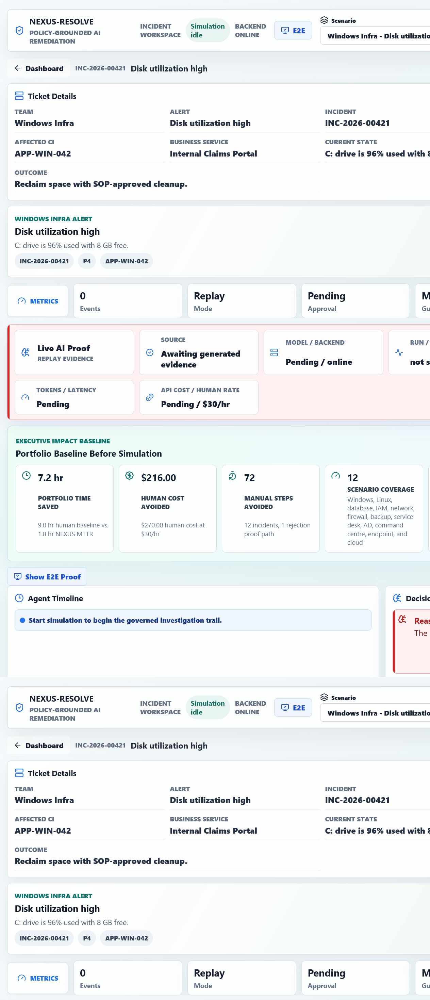 NEXUS-RESOLVE
POLICY-GROUNDED AI
REMEDIATION
INCIDENT
WORKSPACE
Simulation
idle
BACKEND
ONLINE
E2E
Scenario
Windows Infra - Disk utilizatio
Dashboard
INC-2026-00421
Disk utilization high
Ticket Details
TEAM
Windows Infra
ALERT
Disk utilization high
INCIDENT
INC-2026-00421
AFFECTED CI
APP-WIN-042
BUSINESS SERVICE
Internal Claims Portal
CURRENT STATE
C: drive is 96% used with
OUTCOME
Reclaim space with SOP-approved cleanup.
WINDOWS INFRA ALERT
Disk utilization high
C: drive is 96% used with 8 GB free.
INC-2026-00421
P4
APP-WIN-042
METRICS
0
Events
Replay
Mode
Pending
Approval
M
Gu
Live AI Proof
REPLAY EVIDENCE
SOURCE
Awaiting generated
evidence
MODEL / BACKEND
Pending / online
RUN /
not s
TOKENS / LATENCY
Pending
API COST / HUMAN RATE
Pending / $30/hr
EXECUTIVE IMPACT BASELINE
Portfolio Baseline Before Simulation
7.2 hr
PORTFOLIO TIME
SAVED
9.0 hr human baseline vs
1.8 hr NEXUS MTTR
$216.00
HUMAN COST
AVOIDED
$270.00 human cost at
$30/hr
72
MANUAL STEPS
AVOIDED
12 incidents, 1 rejection
proof path
12
SCENARIO COVERAGE
Windows, Linux,
database, IAM, network,
firewall, backup, service
desk, AD, command
centre, endpoint, and
cloud
Show E2E Proof
Agent Timeline
Start simulation to begin the governed investigation trail.
Decisio
Reas
The
NEXUS-RESOLVE
POLICY-GROUNDED AI
REMEDIATION
INCIDENT
WORKSPACE
Simulation
idle
BACKEND
ONLINE
E2E
Scenario
Windows Infra - Disk utilizatio
Dashboard
INC-2026-00421
Disk utilization high
Ticket Details
TEAM
Windows Infra
ALERT
Disk utilization high
INCIDENT
INC-2026-00421
AFFECTED CI
APP-WIN-042
BUSINESS SERVICE
Internal Claims Portal
CURRENT STATE
C: drive is 96% used with
OUTCOME
Reclaim space with SOP-approved cleanup.
WINDOWS INFRA ALERT
Disk utilization high
C: drive is 96% used with 8 GB free.
INC-2026-00421
P4
APP-WIN-042
METRICS
0
Events
Replay
Mode
Pending
Approval
M
Gu